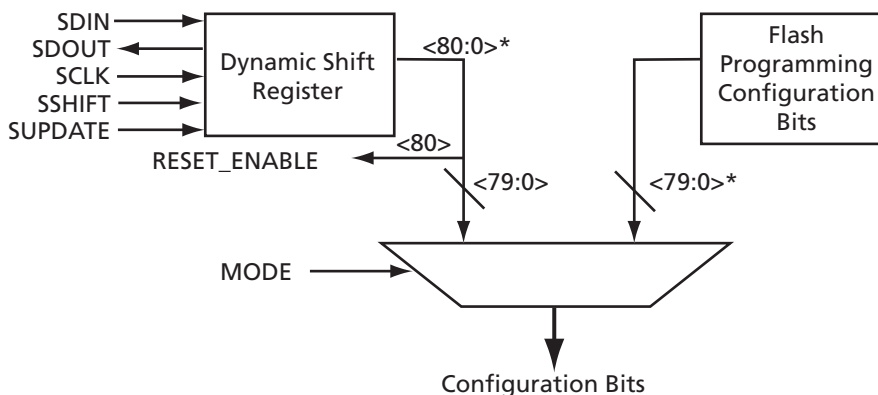 SDIN
SDOUT
SCLK
SSHIFT
SUPDATE
Dynamic Shift
Register
<80:0>*
Flash
Programming
Configuration
Bits
<80>
RESET_ENABLE
<79:0>
<79:0>*
MODE
Configuration Bits